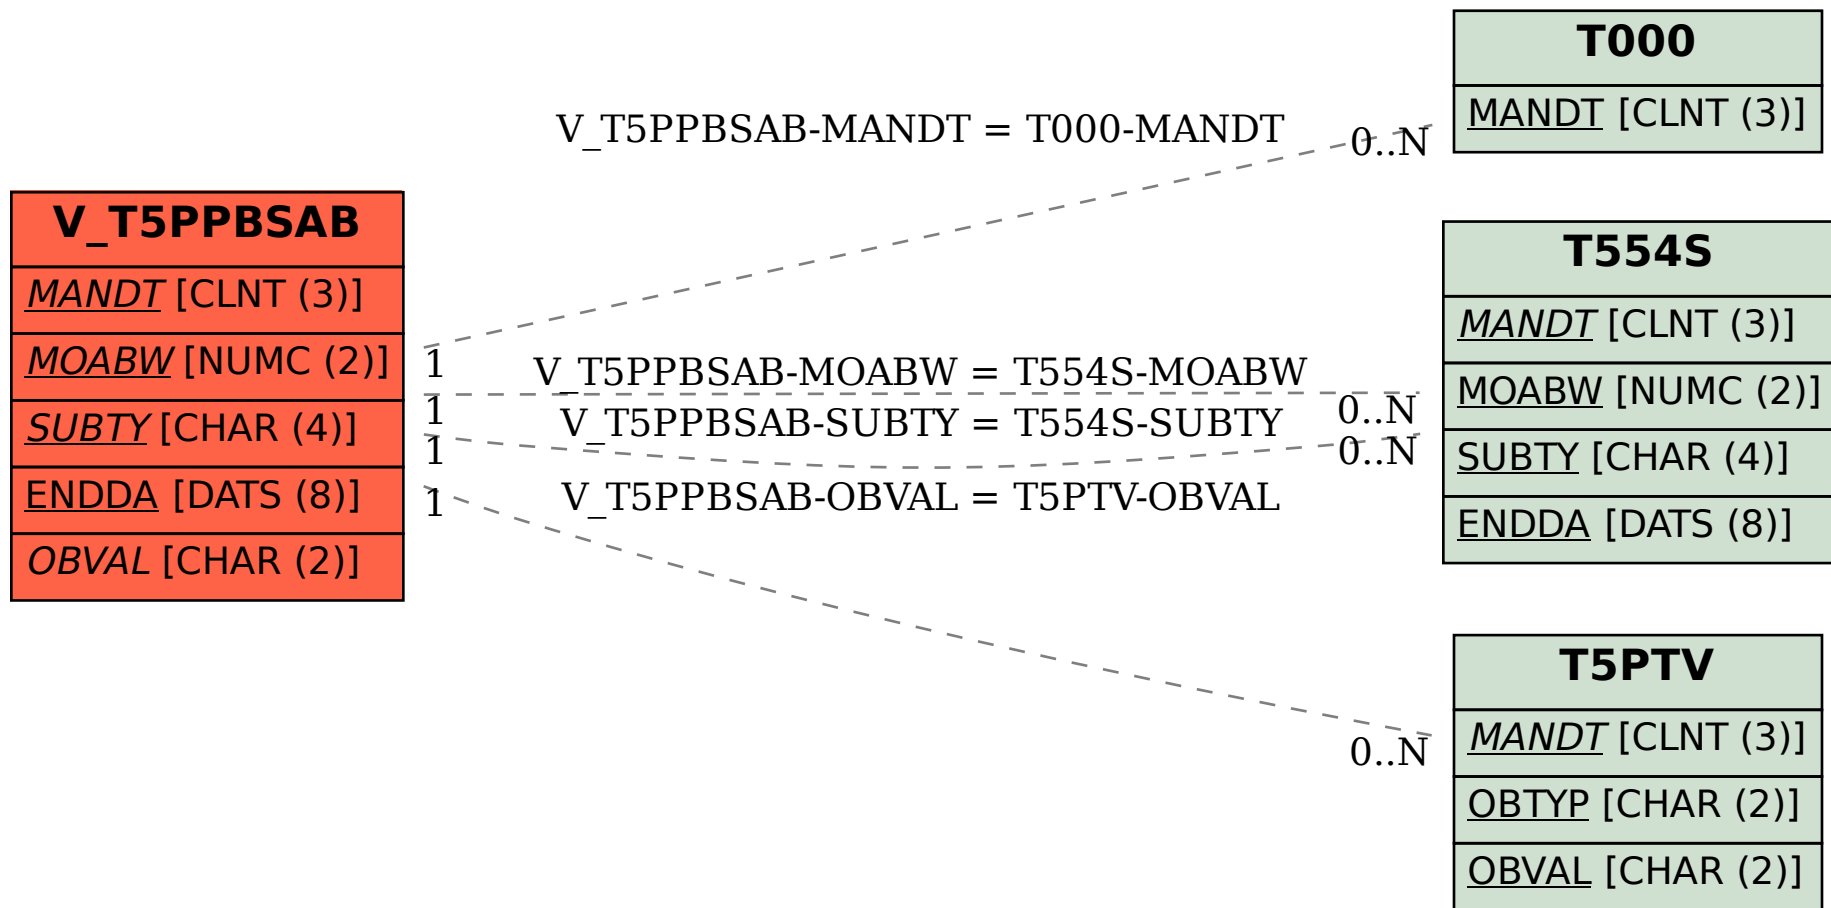 V_T5PPBSAB
MANDT [CLNT (3)]
MOABW [NUMC (2)]
SUBTY [CHAR (4)]
ENDDA [DATS (8)]
OBVAL [CHAR (2)]
V_T5PPBSAB-MANDT = T000-MANDT
0..N
1
V_T5PPBSAB-MOABW = T554S-MOABW
1
0..N
V_T5PPBSAB-SUBTY = T554S-SUBTY
1
0..N
V_T5PPBSAB-OBVAL = T5PTV-OBVAL
1
0..N
T000
MANDT [CLNT (3)]
T554S
MANDT [CLNT (3)]
MOABW [NUMC (2)]
SUBTY [CHAR (4)]
ENDDA [DATS (8)]
T5PTV
MANDT [CLNT (3)]
OBTYP [CHAR (2)]
OBVAL [CHAR (2)]